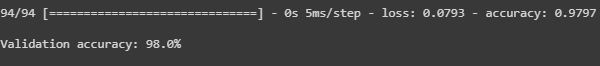 94/94 [==============================] - 0s 5ms/step - loss: 0.0793 - accuracy: 0.9797
Validation accuracy: 98.0%